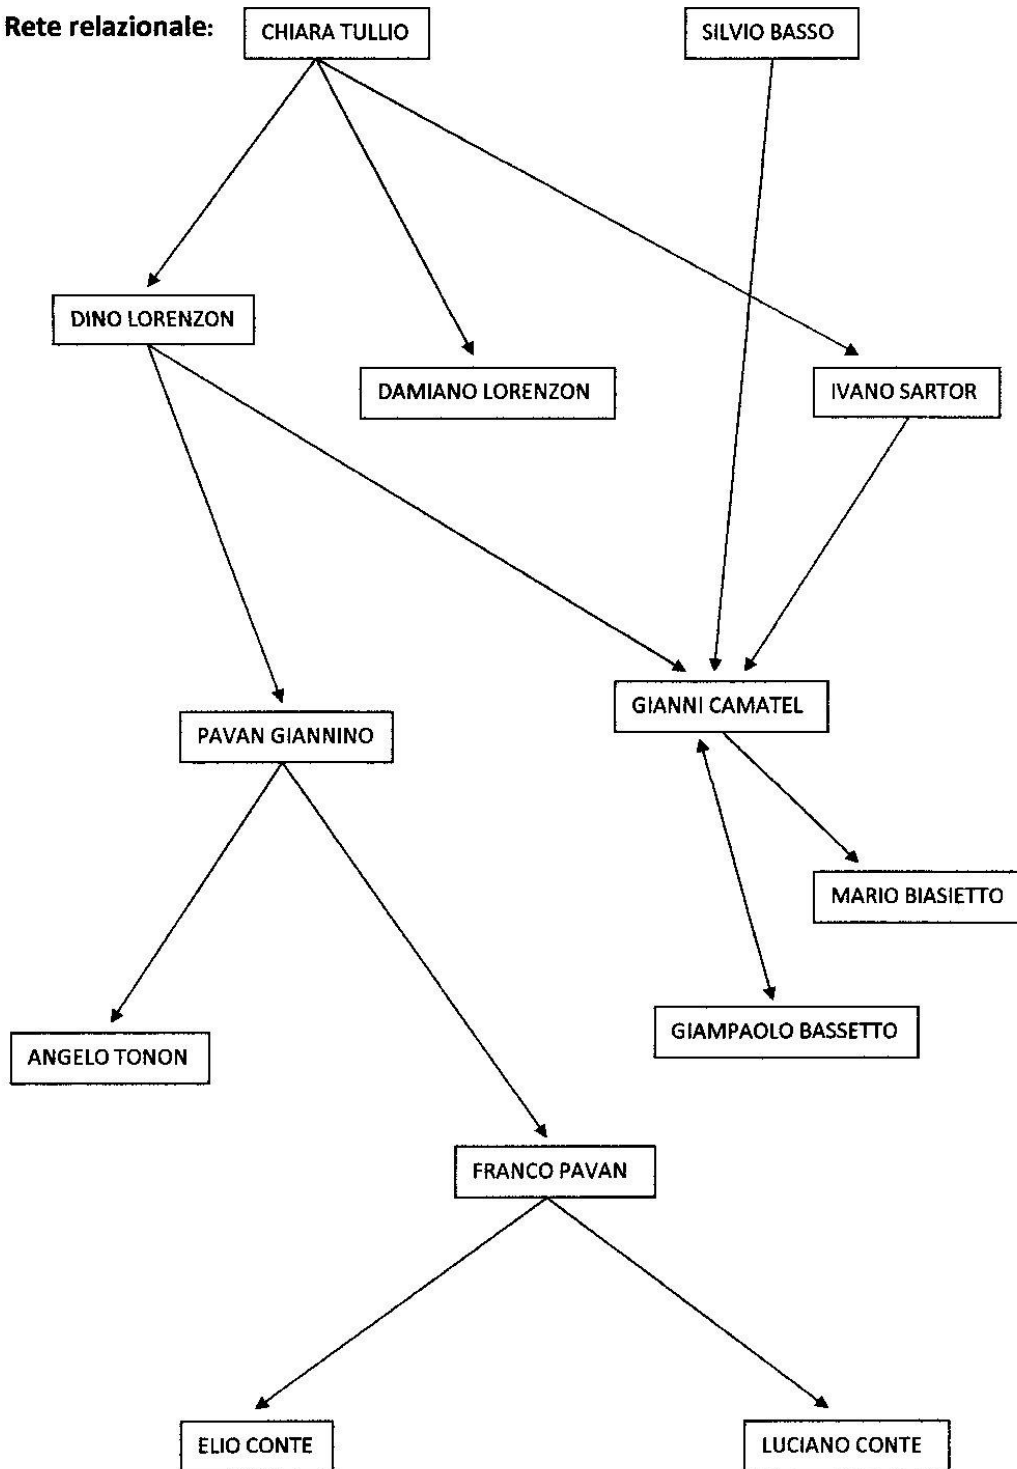 Rete relazionale:
CHIARA TULLIO
SILVIO BASSO
DINO LORENZON
DAMIANO LORENZON
IVANO SARTOR
GIANNI CAMATEL
PAVAN GIANNINO
MARIO BIASIETTO
GIAMPAOLO BASSETTO
ANGELO TONON
FRANCO PAVAN
ELIO CONTE
LUCIANO CONTE